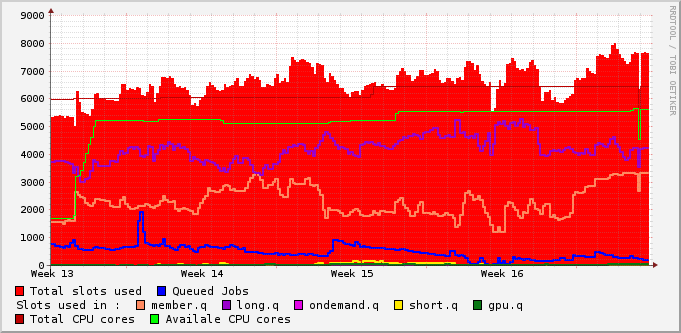 9000
8000
7000
6000
5000
4000
3000
2000
1000
0
Week 13 Week 14 Week 15 Week 16
Total slots used Queued Jobs
Slots used in : member.q long.q ondemand.q short.q gpu.q
Total CPU cores Availale CPU cores
RRDTOOL / TOBI OETIKER